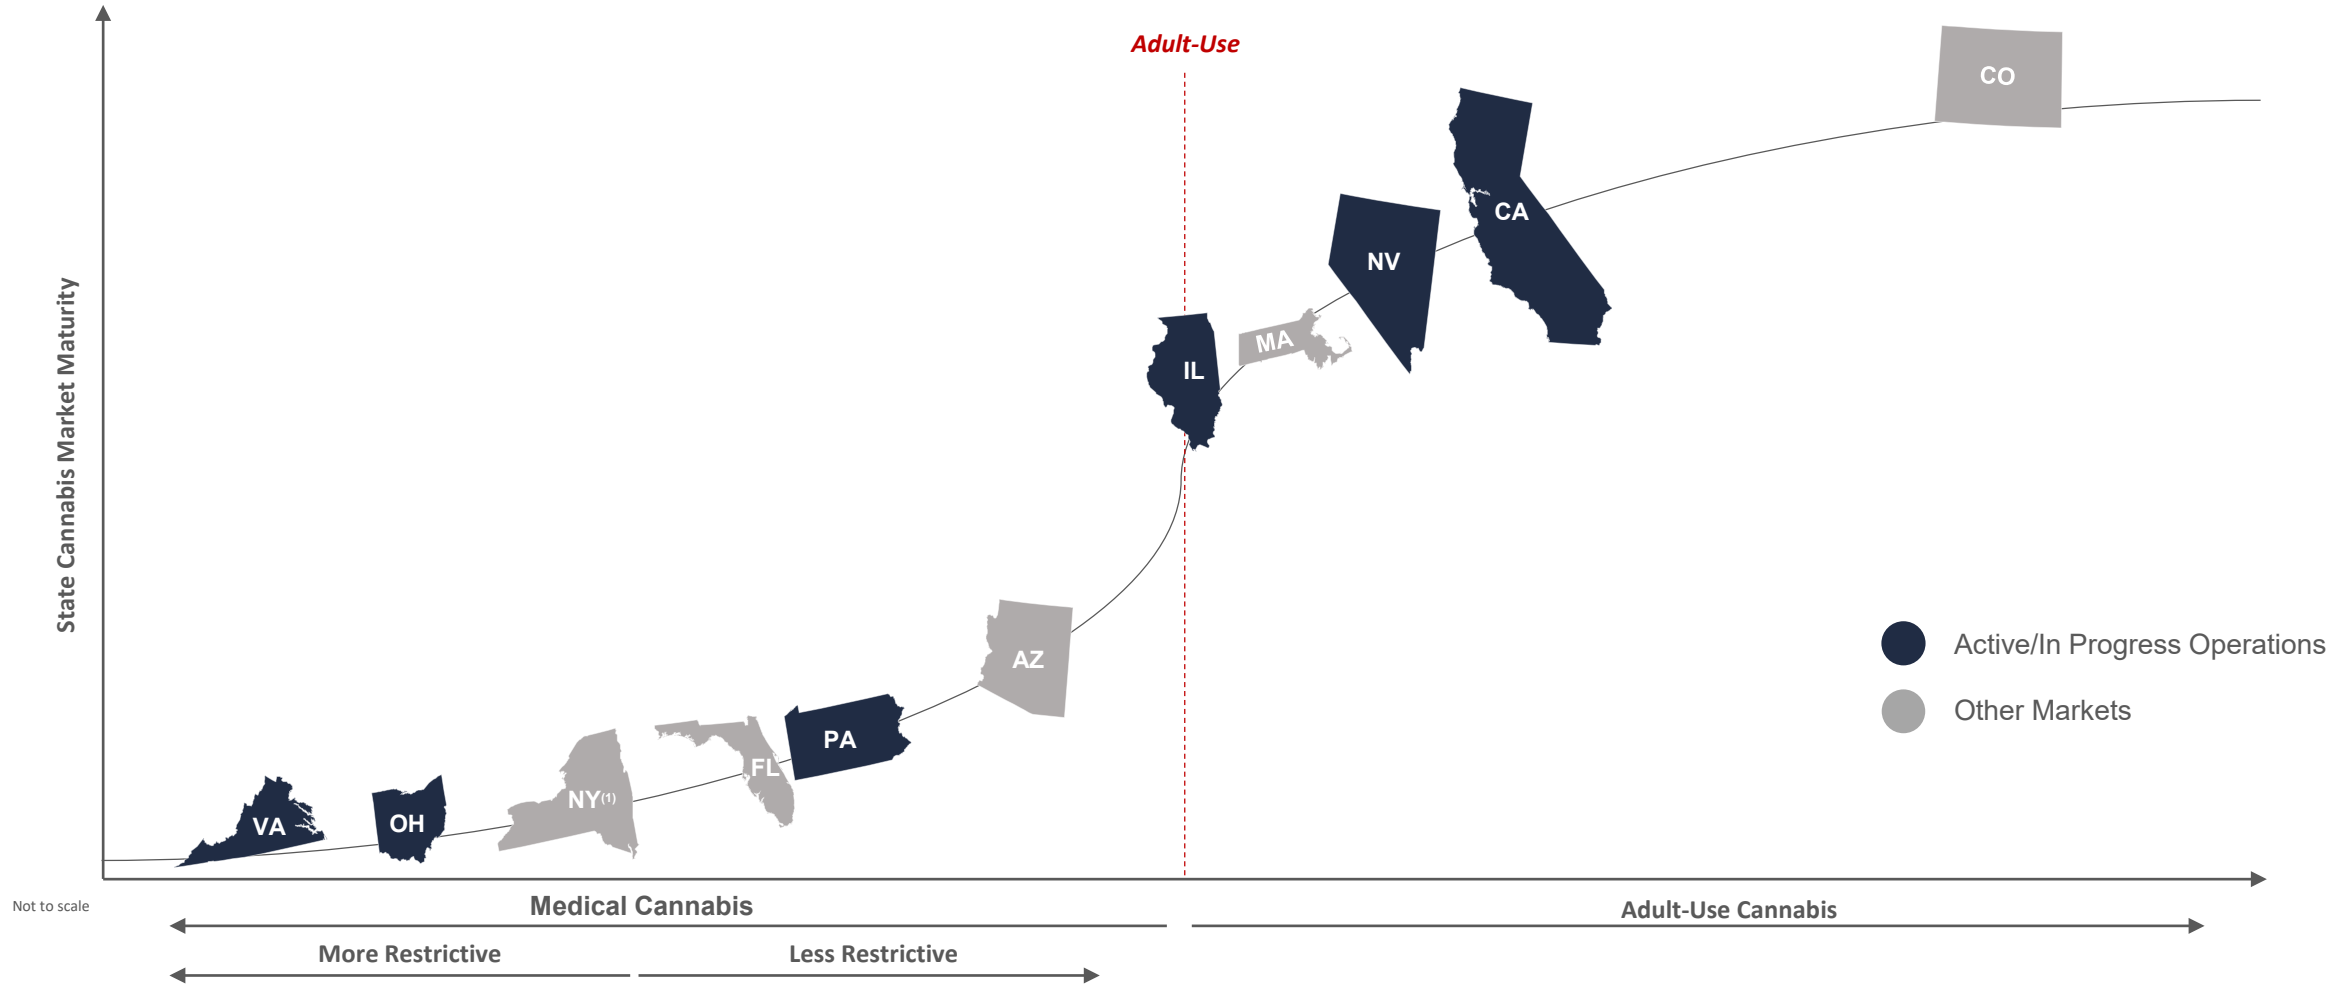 Adult-Use
CO
CA
NV
MA
IL
State Cannabis Market Maturity
AZ
PA
FL
NY(1)
OH
VA
Active/In Progress Operations
Other Markets
Not to scale
Medical Cannabis
Adult-Use Cannabis
More Restrictive
Less Restrictive